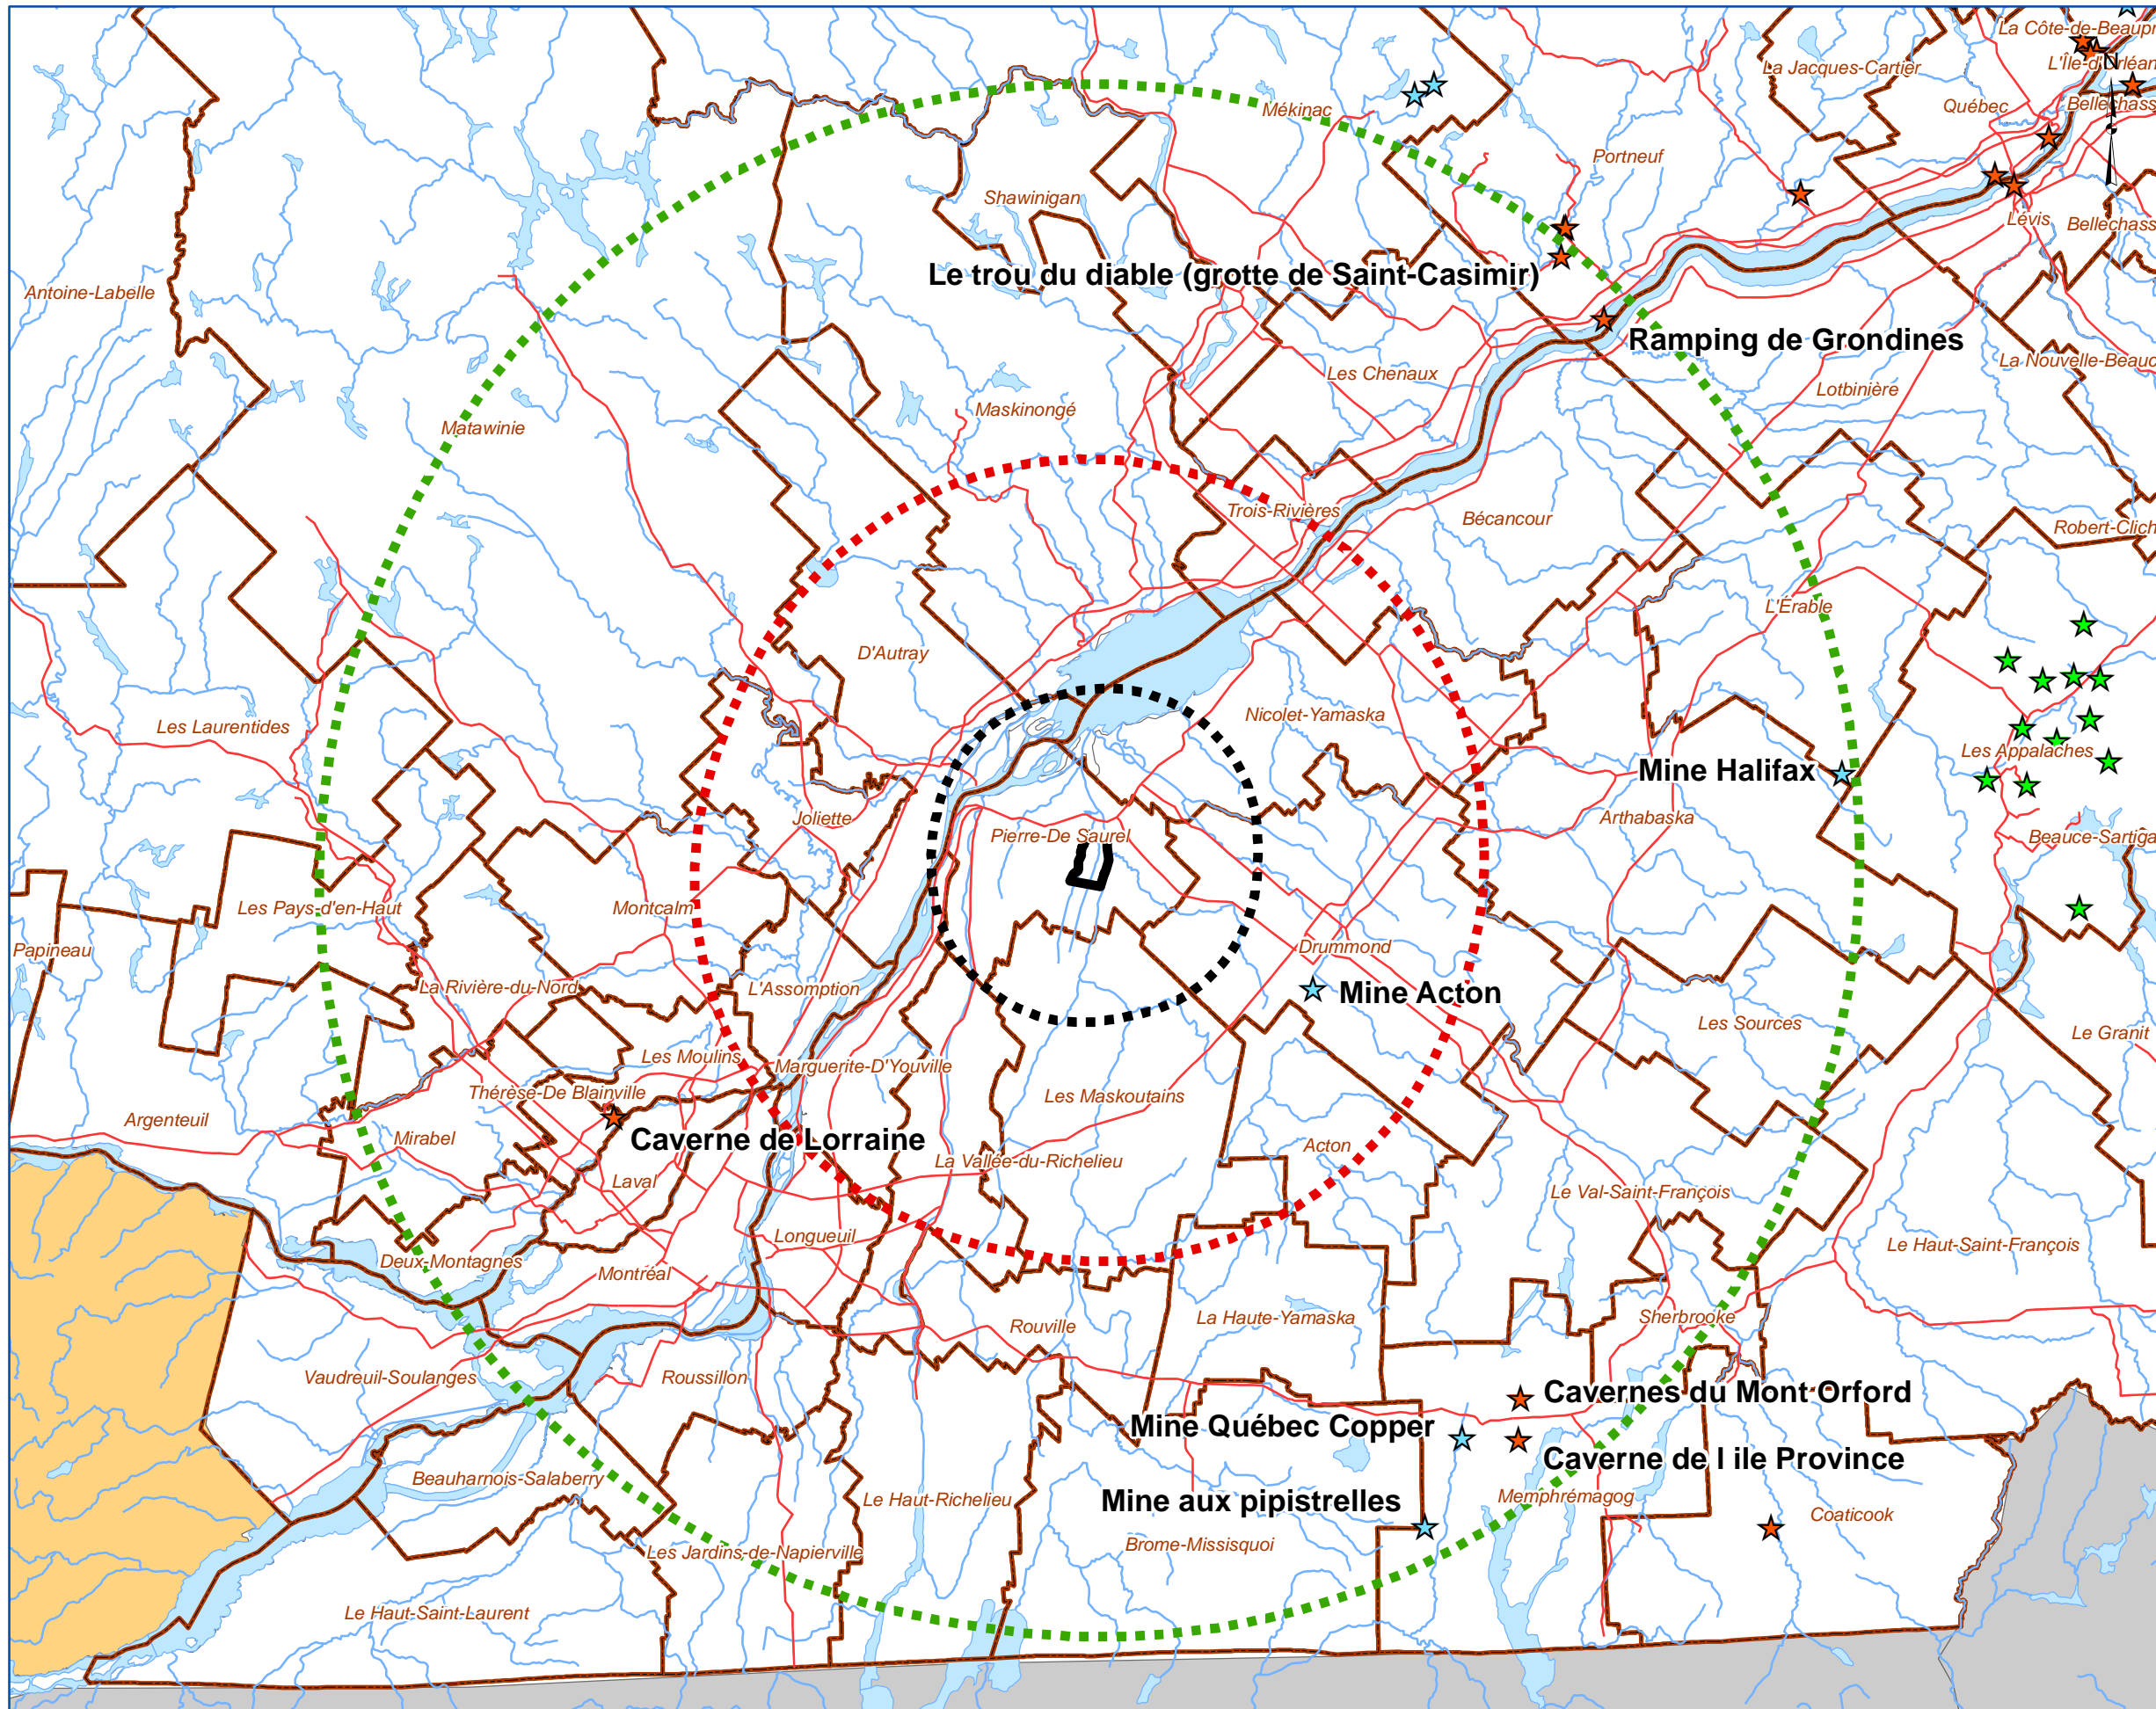 La Côte-de-Beaupr
N
L'Île-d'Orléan
La Jacques-Cartier
Québec
Bellechass
Mékinac
Portneuf
Shawinigan
Lévis
Bellechass
Le trou du diable (grotte de Saint-Casimir)
Antoine-Labelle
Ramping de Grondines
La Nouvelle-Beauc
Les Chenaux
Lotbinière
Maskinongé
Matawinie
Trois-Rivières
Bécancour
Robert-Clich
L'Érable
D'Autray
Nicolet-Yamaska
Les Laurentides
Les Appalaches
Mine Halifax
Joliette
Arthabaska
Pierre-De Saurel
Beauce-Sartiga
Les Pays-d'en-Haut
Montcalm
Papineau
Drummond
La Rivière-du-Nord
L'Assomption
Mine Acton
Les Sources
Le Granit
Les Moulins
Marguerite-D'Youville
Thérèse-De Blainville
Les Maskoutains
Argenteuil
Mirabel
Caverne de Lorraine
Acton
La Vallée-du-Richelieu
Laval
Le Val-Saint-François
Longueuil
Le Haut-Saint-François
Deux-Montagnes
Montréal
Sherbrooke
La Haute-Yamaska
Rouville
Vaudreuil-Soulanges
Roussillon
Cavernes du Mont Orford
Mine Québec Copper
Caverne de l ile Province
Beauharnois-Salaberry
Le Haut-Richelieu
Mine aux pipistrelles
Memphrémagog
Coaticook
Brome-Missisquoi
Les Jardins-de-Napierville
Le Haut-Saint-Laurent